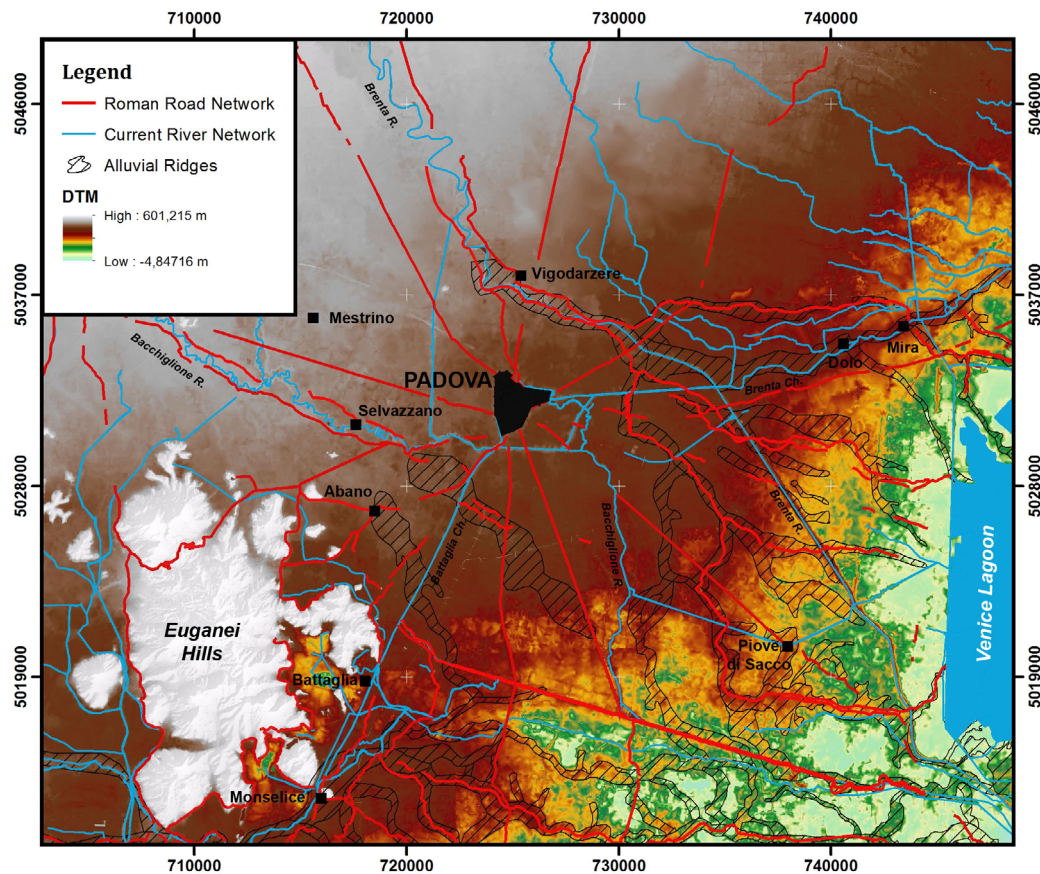 710000 720000 730000 740000
Legend
Roman Road Network
Current River Network
Alluvial Ridges
DTM
High : 601,215 m
Low : -4,84716 m
5046000
5046000
Brenta R.
5037000
5037000
Vigodarzere
Mestrino
Mira
Dolo
Bacchiglione R.
PADOVA
Brenta Ch.
Selvazzano
5028000
5028000
Abano
Brenta R.
Battaglia Ch.
Bacchiglione R.
Venice Lagoon
Euganei
Hills
Piove
di Sacco
5019000
5019000
Battaglia
Monselice
710000 720000 730000 740000